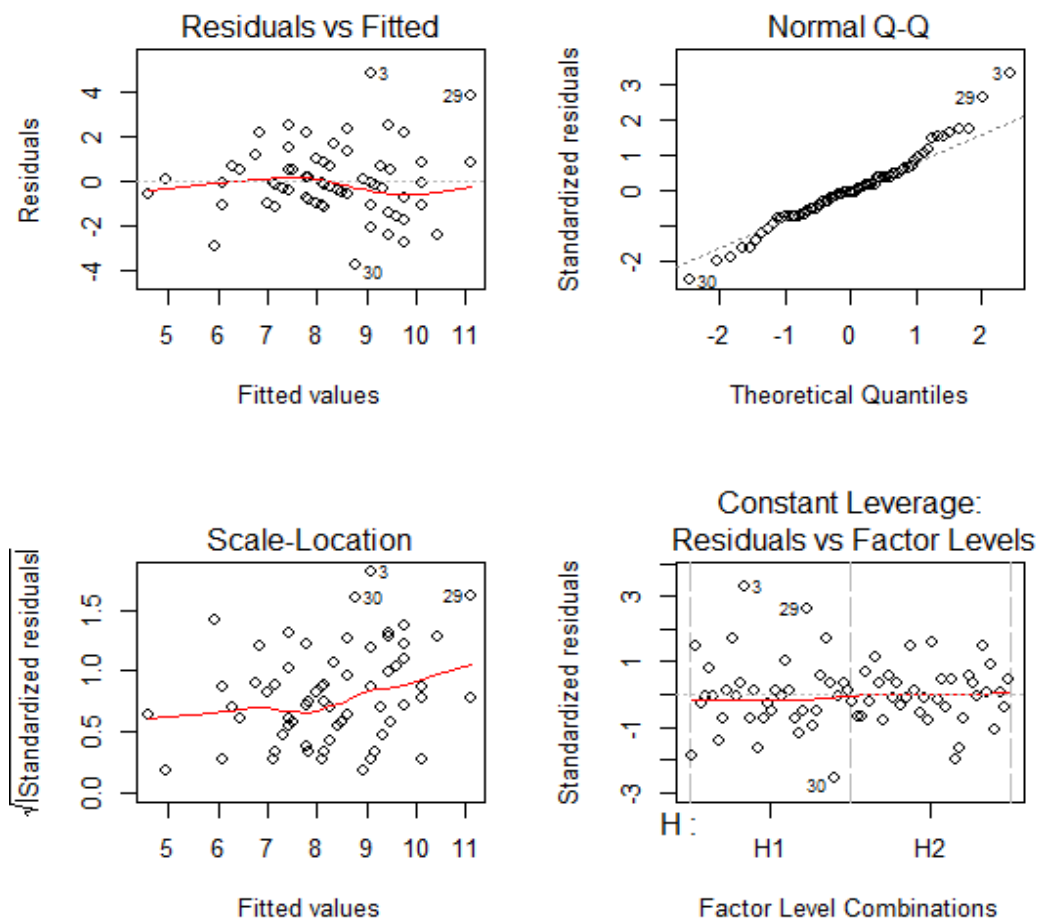 Residuals vs Fitted
Residuals
4
2
0
-2
-4
3
29
30
5 6 7 8 9 10 11
Fitted values
Normal Q-Q
Standardized residuals
3
2
1
0
-2
3
29
30
-2 -1 0 1 2
Theoretical Quantiles
Scale-Location
√|Standardized residuals|
1.5
1.0
0.5
0.0
3
30
29
5 6 7 8 9 10 11
Fitted values
Constant Leverage:
Residuals vs Factor Levels
Standardized residuals
3
1
-1
-3
3
29
30
H :
H1 H2
Factor Level Combinations